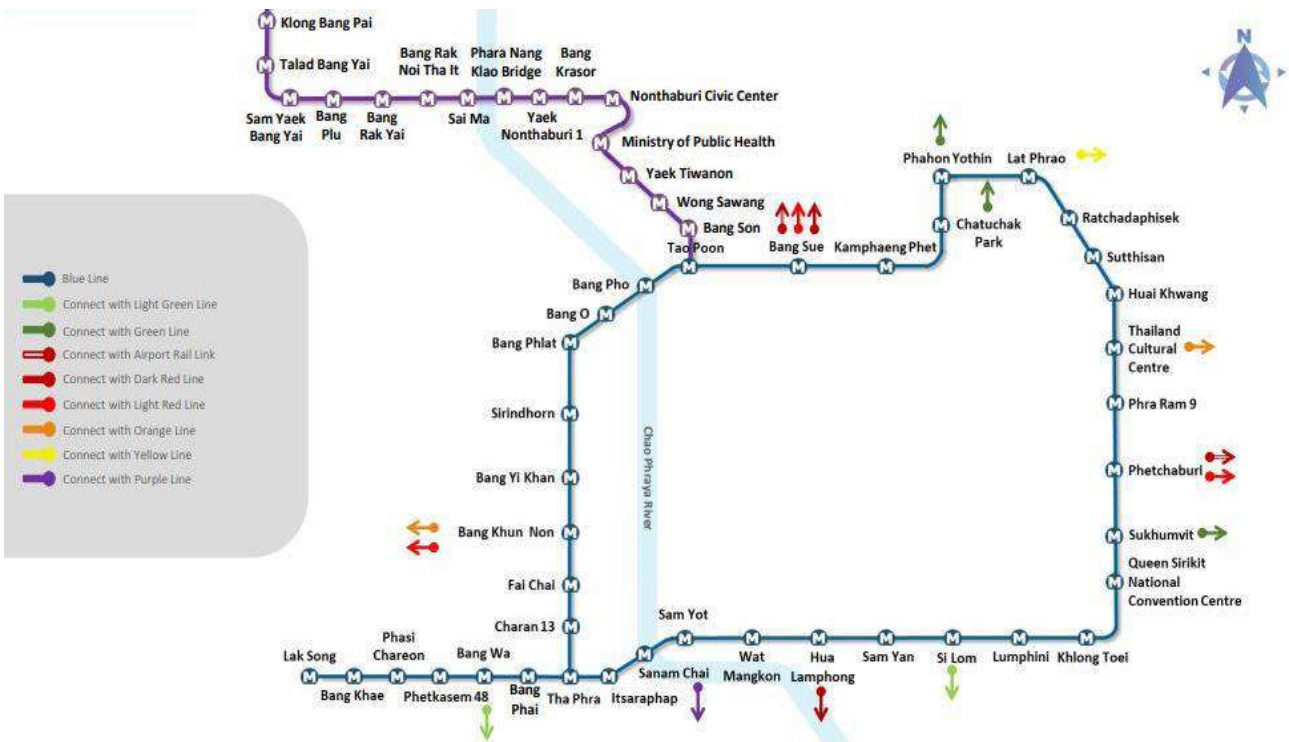 N
Klong Bang Pai
Talad Bang Yai
Bang Rak
Noi Tha It
Phara Nang
Klao Bridge
Bang
Krasor
Sam Yaek
Bang Yai
Bang
Plu
Bang
Rak Yai
Sai Ma
Yaek
Nonthaburi 1
Nonthaburi Civic Center
Ministry of Public Health
Yaek Tiwanon
Wong Sawang
Bang Son
Tao Poon
Bang Sue
Kamphaeng Phet
Phahon Yothin
Lat Phrao
Chatuchak
Park
Ratchadaphisek
Sutthisan
Huai Khwang
Thailand
Cultural
Centre
Phra Ram 9
Phetchaburi
Sukhumvit
Queen Sirikit
National
Convention Centre
Bang Pho
Bang O
Bang Phlat
Sirindhorn
Bang Yi Khan
Bang Khun Non
Fai Chai
Charan 13
Chao Phraya River
Blue Line
Connect with Light Green Line
Connect with Green Line
Connect with Airport Rail Link
Connect with Dark Red Line
Connect with Light Red Line
Connect with Orange Line
Connect with Yellow Line
Connect with Purple Line
Lak Song
Bang Khae
Phasi
Chareon
Phetkasem 48
Bang Wa
Bang
Phai
Tha Phra
Itsaraphap
Sanam Chai
Sam Yot
Wat
Mangkon
Hua
Lamphong
Sam Yan
Si Lom
Lumphini
Khlong Toei